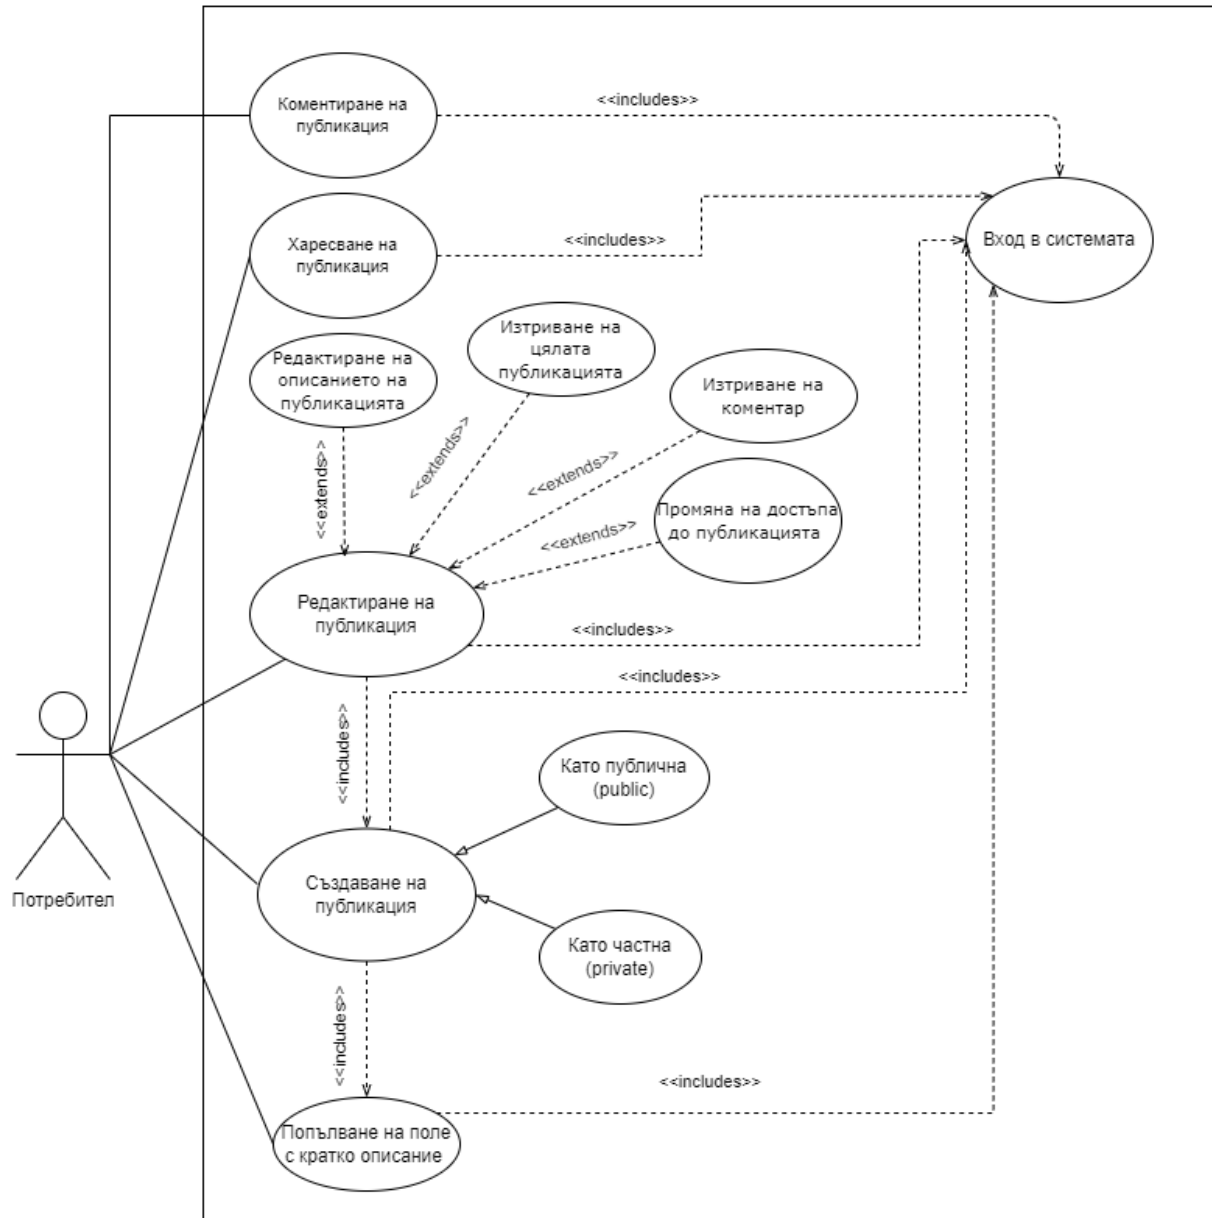 Коментиране на
публикация
<<includes>>
Харесване на
публикация
<<includes>>
Вход в системата
Редактиране на
описанието на
публикацията
Изтриване на
цялата
публикацията
Изтриване на
коментар
<<extends>>
<<extends>>
<<extends>>
<<extends>>
Промяна на достъпа
до публикацията
Редактиране на
публикация
<<includes>>
<<includes>>
<<includes>>
Като публична
(public)
Създаване на
публикация
Потребител
Като частна
(private)
<<includes>>
<<includes>>
Попълване на поле
с кратко описание